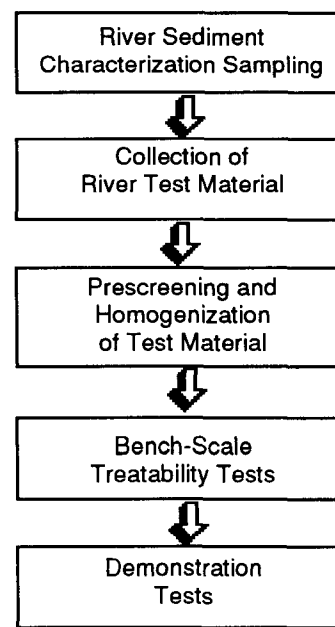 River Sediment
Characterization Sampling
Collection of
River Test Material
Prescreening and
Homogenization
of Test Material
Bench-Scale
Treatability Tests
Demonstration
Tests